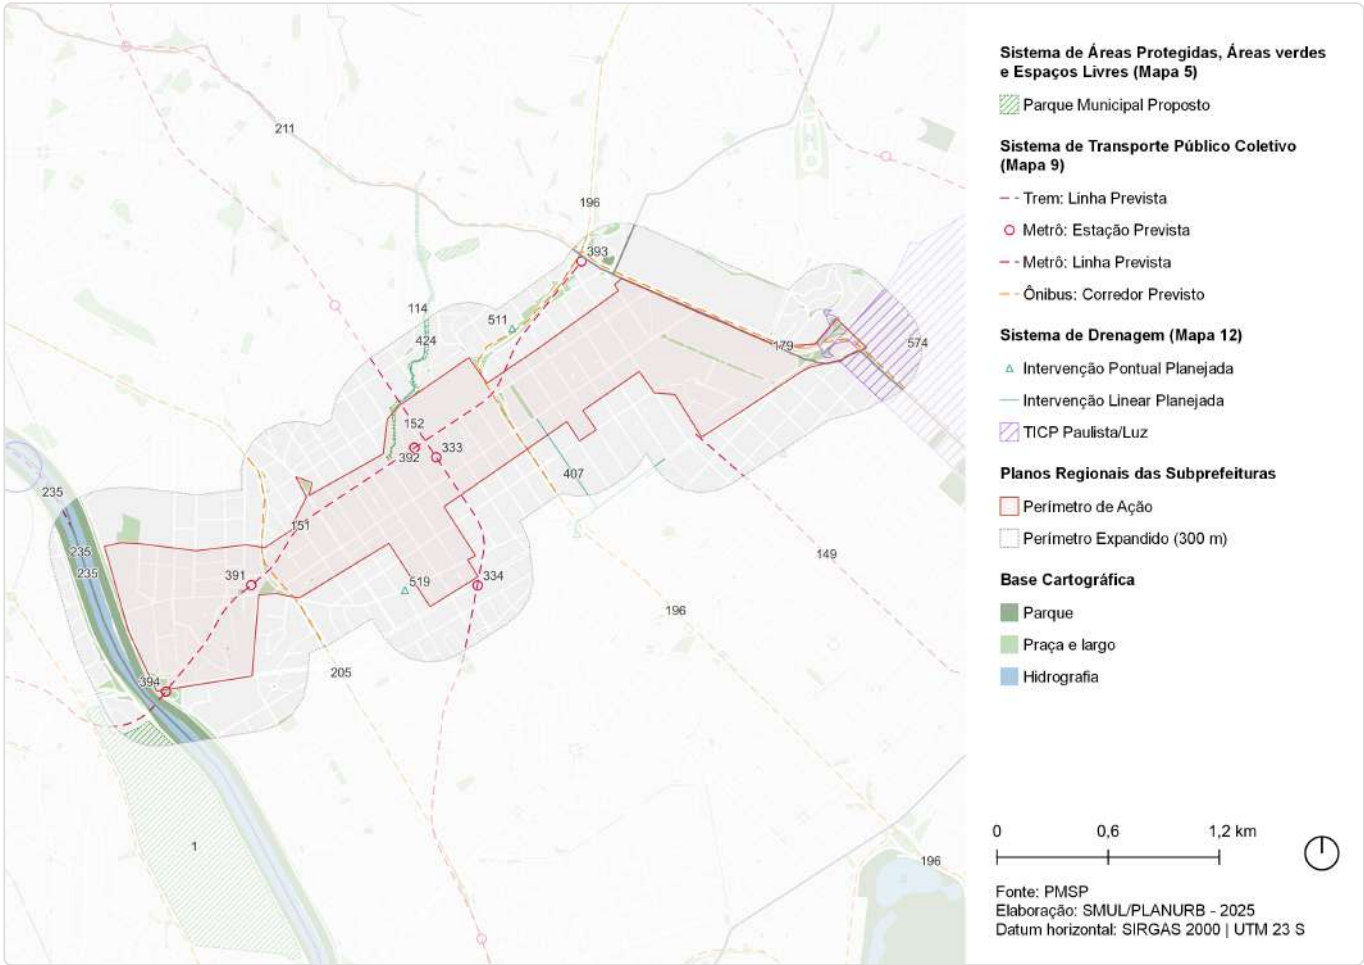 211
196
393
114
511
424
179
574
152
392
333
407
235
151
235
235
391
519
334
149
196
205
394
1
196
Sistema de Áreas Protegidas, Áreas verdes
e Espaços Livres (Mapa 5)
Parque Municipal Proposto
Sistema de Transporte Público Coletivo
(Mapa 9)
Trem: Linha Prevista
Metrô: Estação Prevista
Metrô: Linha Prevista
Ônibus: Corredor Previsto
Sistema de Drenagem (Mapa 12)
Intervenção Pontual Planejada
Intervenção Linear Planejada
TICP Paulista/Luz
Planos Regionais das Subprefeituras
Perímetro de Ação
Perímetro Expandido (300 m)
Base Cartográfica
Parque
Praça e largo
Hidrografia
0 0,6 1,2 km
Fonte: PMSP
Elaboração: SMUL/PLANURB - 2025
Datum horizontal: SIRGAS 2000 | UTM 23 S